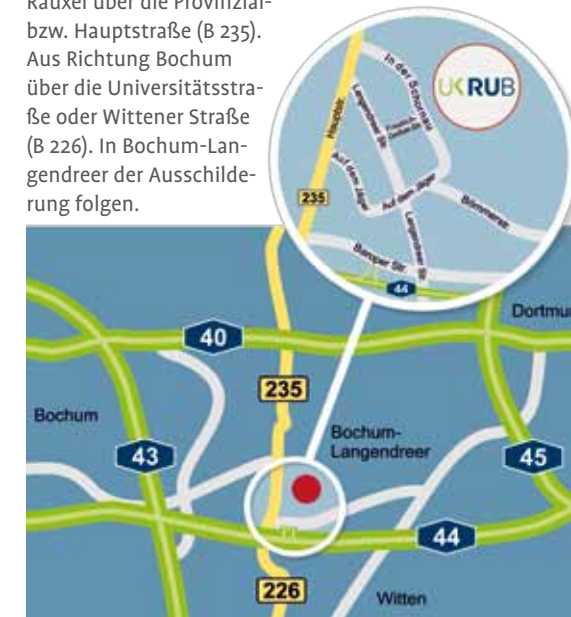 Rauxel über die Provinzial-
bzw. Hauptstraße (B 235).
Aus Richtung Bochum
über die Universitätsstra-
ße oder Wittener Straße
(B 226). In Bochum-Lan-
gendreer der Ausschilde-
rung folgen.
In der Schornau
UKRUB
Hauptstr.
Langendreer Str.
Auf dem Jäger
Auf dem Jäger
235
Baroper Str.
Langendreer Str.
44
Dortmu
40
235
Bochum
Bochum-
Langendreer
43
45
44
226
Witten